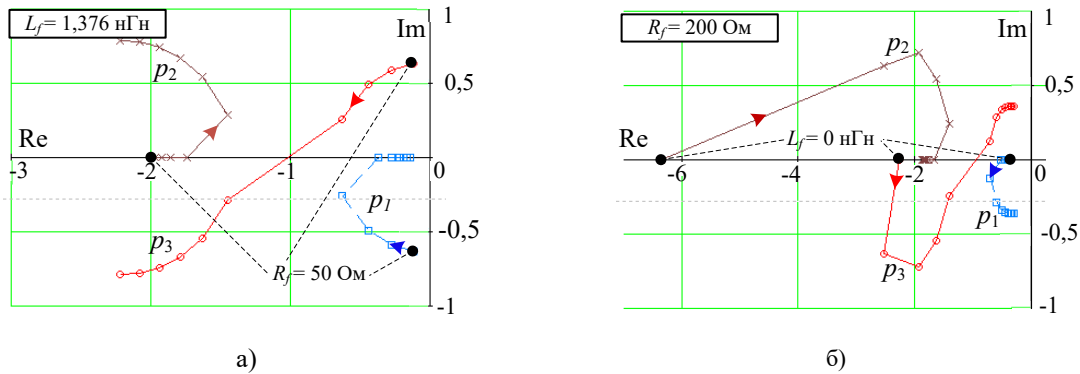 L_f = 1,376 нГн
Im
1
p_2
0,5
Re
-3
-2
-1
0
p_1
-0,5
p_3
R_f = 50 Ом
-1
а)
R_f = 200 Ом
Im
1
p_2
0,5
Re
L_f = 0 нГн
-6
-4
-2
0
p_1
-0,5
p_3
-1
б)